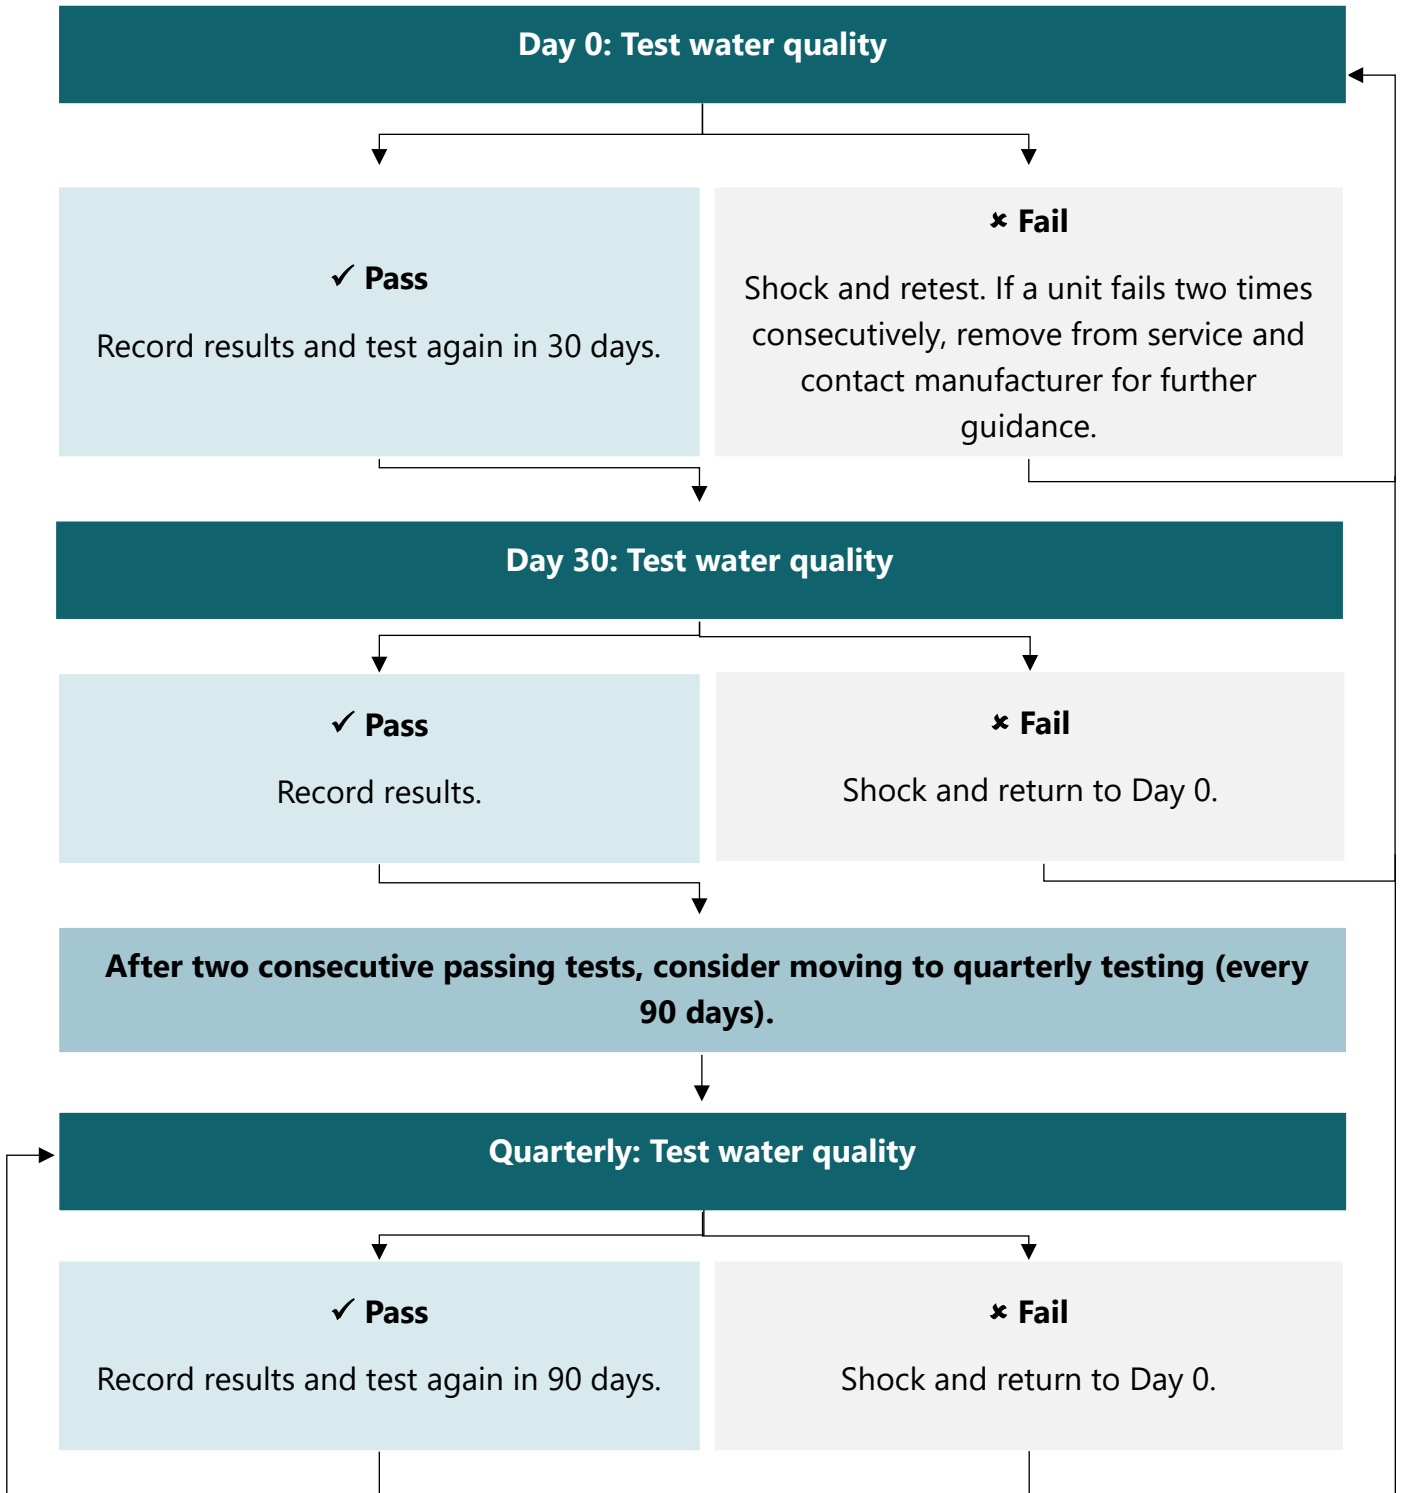 Day 0: Test water quality
✓ Pass
Record results and test again in 30 days.
✖ Fail
Shock and retest. If a unit fails two times
consecutively, remove from service and
contact manufacturer for further
guidance.
Day 30: Test water quality
✓ Pass
Record results.
✖ Fail
Shock and return to Day 0.
After two consecutive passing tests, consider moving to quarterly testing (every
90 days).
Quarterly: Test water quality
✓ Pass
Record results and test again in 90 days.
✖ Fail
Shock and return to Day 0.